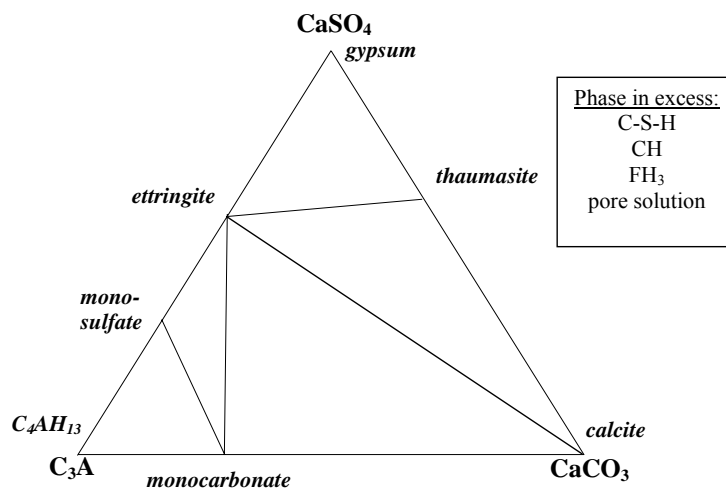 CaSO₄
gypsum
Phase in excess:
C-S-H
CH
FH₃
pore solution
thaumasite
ettringite
mono-
sulfate
C₄AH₁₃
C₃A
monocarbonate
calcite
CaCO₃